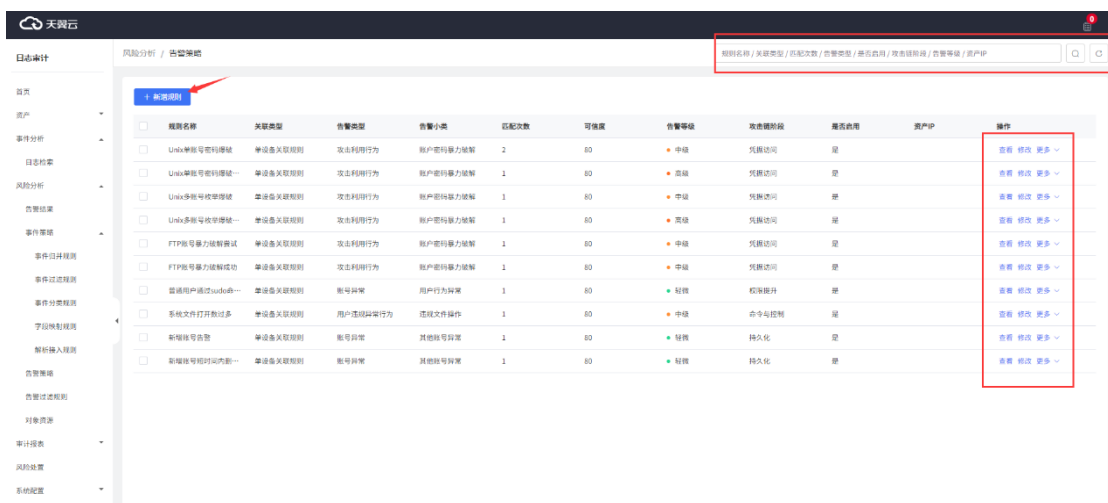 天翼云
0
日志审计
风险分析 / 告警策略
规则名称 / 关联类型 / 匹配次数 / 告警类型 / 是否启用 / 攻击链阶段 / 告警等级 / 资产IP
首页
资产
事件分析
日志检索
风险分析
告警结果
事件策略
事件归并规则
事件过滤规则
事件分类规则
字段映射规则
解析接入规则
告警策略
告警过滤规则
对象资源
审计报表
风险处置
系统配置
+ 新增规则
规则名称 关联类型 告警类型 告警小类 匹配次数 可信度 告警等级 攻击链阶段 是否启用 资产IP 操作
Unix单账号密码爆破 单设备关联规则 攻击利用行为 账户密码暴力破解 2 80 中级 凭据访问 是 查看 修改 更多
Unix单账号密码爆破… 单设备关联规则 攻击利用行为 账户密码暴力破解 1 80 高级 凭据访问 是 查看 修改 更多
Unix多账号枚举爆破 单设备关联规则 攻击利用行为 账户密码暴力破解 1 80 中级 凭据访问 是 查看 修改 更多
Unix多账号枚举爆破… 单设备关联规则 攻击利用行为 账户密码暴力破解 1 80 高级 凭据访问 是 查看 修改 更多
FTP账号暴力破解尝试 单设备关联规则 攻击利用行为 账户密码暴力破解 1 80 中级 凭据访问 是 查看 修改 更多
FTP账号暴力破解成功 单设备关联规则 攻击利用行为 账户密码暴力破解 1 80 中级 凭据访问 是 查看 修改 更多
普通用户通过sudo命… 单设备关联规则 账号异常 用户行为异常 1 80 轻微 权限提升 是 查看 修改 更多
系统文件打开数过多 单设备关联规则 用户违规异常行为 违规文件操作 1 80 中级 命令与控制 是 查看 修改 更多
新增账号告警 单设备关联规则 账号异常 其他账号异常 1 80 轻微 持久化 是 查看 修改 更多
新增账号短时间内删… 单设备关联规则 账号异常 其他账号异常 1 80 轻微 持久化 是 查看 修改 更多